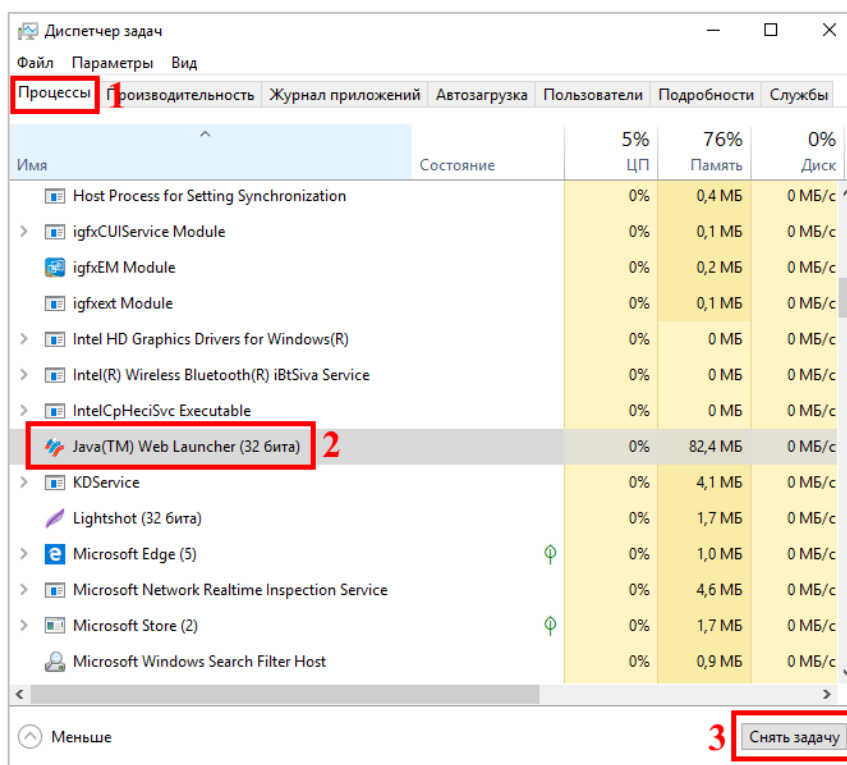 Диспетчер задач
Файл Параметры Вид
Процессы 1 Производительность Журнал приложений Автозагрузка Пользователи Подробности Службы
5% 76% 0%
Имя Состояние ЦП Память Диск
Host Process for Setting Synchronization 0% 0,4 МБ 0 МБ/с
igfxCUIService Module 0% 0,1 МБ 0 МБ/с
igfxEM Module 0% 0,2 МБ 0 МБ/с
igfxext Module 0% 0,1 МБ 0 МБ/с
Intel HD Graphics Drivers for Windows(R) 0% 0 МБ 0 МБ/с
Intel(R) Wireless Bluetooth(R) iBtSiva Service 0% 0 МБ 0 МБ/с
IntelCpHeciSvc Executable 0% 0 МБ 0 МБ/с
Java(TM) Web Launcher (32 бита) 2 0% 82,4 МБ 0 МБ/с
KDService 0% 4,1 МБ 0 МБ/с
Lightshot (32 бита) 0% 1,7 МБ 0 МБ/с
Microsoft Edge (5) 0% 1,0 МБ 0 МБ/с
Microsoft Network Realtime Inspection Service 0% 4,6 МБ 0 МБ/с
Microsoft Store (2) 0% 1,7 МБ 0 МБ/с
Microsoft Windows Search Filter Host 0% 0,9 МБ 0 МБ/с
Меньше 3 Снять задачу